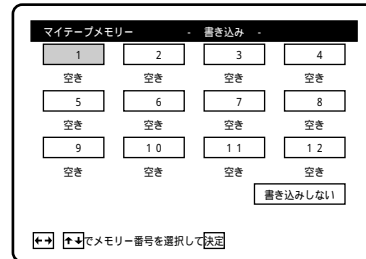 マイテープメモリー - 書き込み -
1 2 3 4
空き 空き 空き 空き
5 6 7 8
空き 空き 空き 空き
9 10 11 12
空き 空き 空き 空き
書き込みしない
←→ ↑↓でメモリー番号を選択して決定